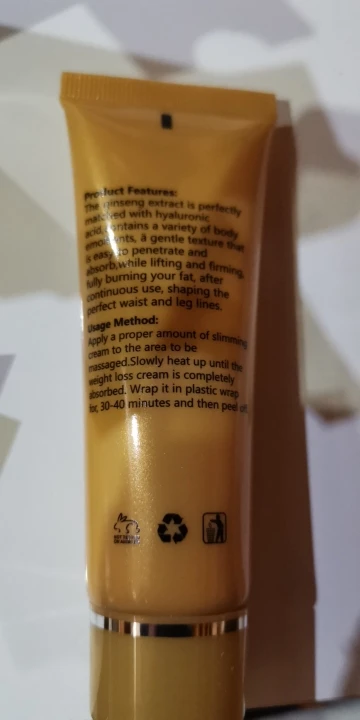 Product Features:
The ginseng extract is perfectly
matched with hyaluronic
acid,contains a variety of body
emollients, a gentle texture that
is easy to penetrate and
absorb,while lifting and firming,
fully burning your fat, after
continuous use, shaping the
perfect waist and leg lines.
Usage Method:
Apply a proper amount of slimming
cream to the area to be
massaged.Slowly heat up until the
weight loss cream is completely
absorbed. Wrap it in plastic wrap
for 30-40 minutes and then peel of